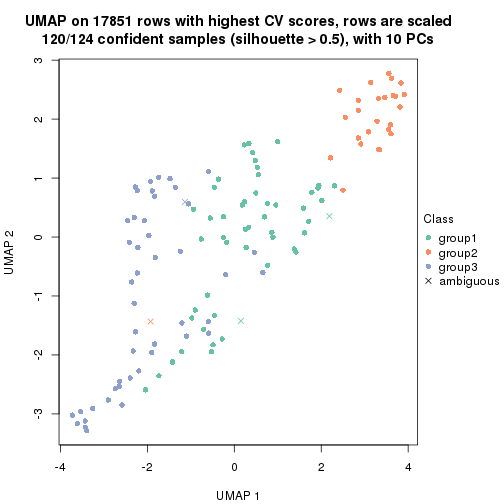 UMAP on 17851 rows with highest CV scores, rows are scaled
120/124 confident samples (silhouette > 0.5), with 10 PCs
3
2
1
0
-1
-2
-3
UMAP 2
-4
-2
0
2
4
UMAP 1
Class
group1
group2
group3
ambiguous